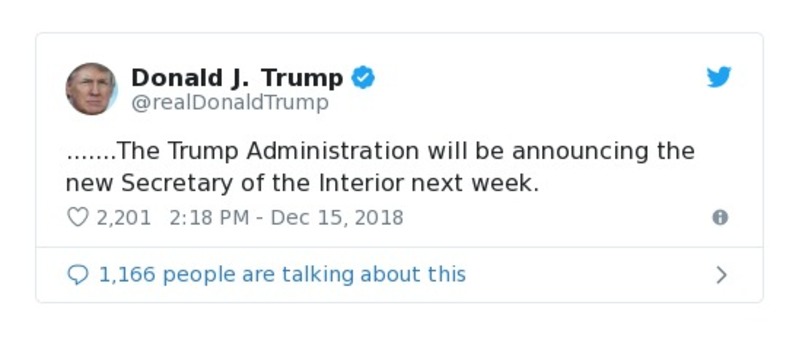 Donald J. Trump
@realDonaldTrump
.......The Trump Administration will be announcing the
new Secretary of the Interior next week.
2,201 2:18 PM - Dec 15, 2018
1,166 people are talking about this